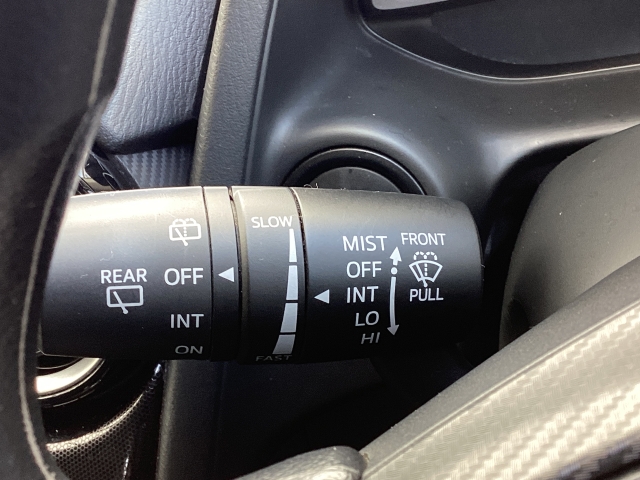 REAR
OFF
INT
ON
SLOW
FAST
MIST
OFF
INT
LO
HI
FRONT
PULL